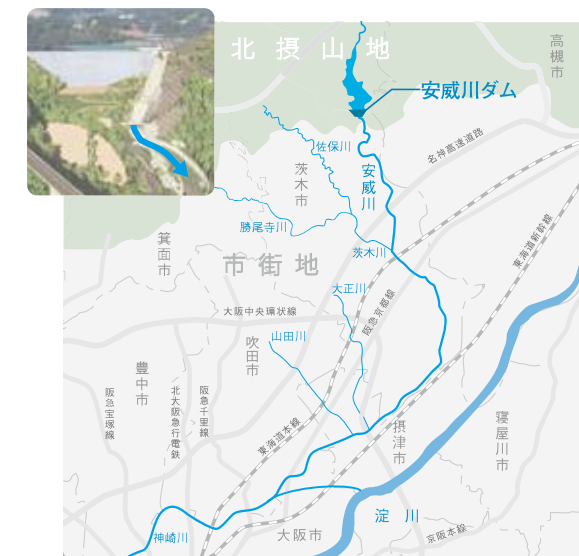 北摂山地
高槻市
安威川ダム
名神高速道路
佐保川
茨木市
安威川
勝尾寺川
茨木川
箕面市
市街地
東海道新幹線
大正川
大阪中央環状線
阪急京都線
山田川
吹田市
豊中市
阪急宝塚線
北大阪急行電鉄
阪急千里線
東海道本線
摂津市
寝屋川市
淀川
神崎川
大阪市
京阪本線